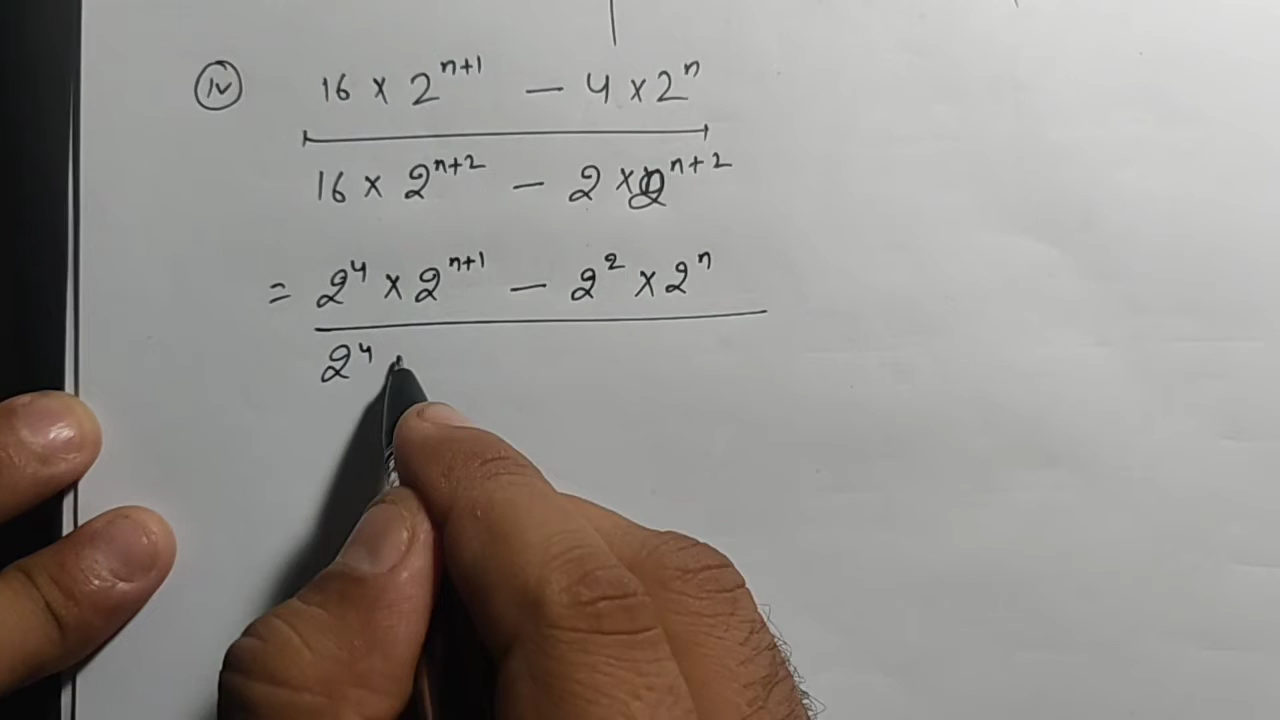 (iv) 16 × 2^{n+1} − 4 × 2^n
16 × 2^{n+2} − 2 × 2^{n+2}
= 2^4 × 2^{n+1} − 2^2 × 2^n
2^4